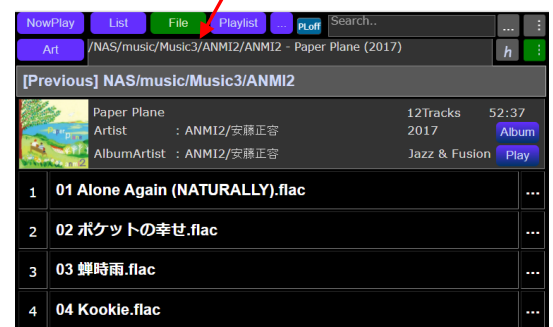 NowPlay List File Playlist ... PLoff Search.. ... ⋮
Art /NAS/music/Music3/ANMI2/ANMI2 - Paper Plane (2017) h ⋮
[Previous] NAS/music/Music3/ANMI2
Paper Plane 12Tracks 52:37
Artist : ANMI2/安藤正容 2017 Album
AlbumArtist : ANMI2/安藤正容 Jazz & Fusion Play
1 01 Alone Again (NATURALLY).flac ...
2 02 ポケットの幸せ.flac ...
3 03 蝉時雨.flac ...
4 04 Kookie.flac ...